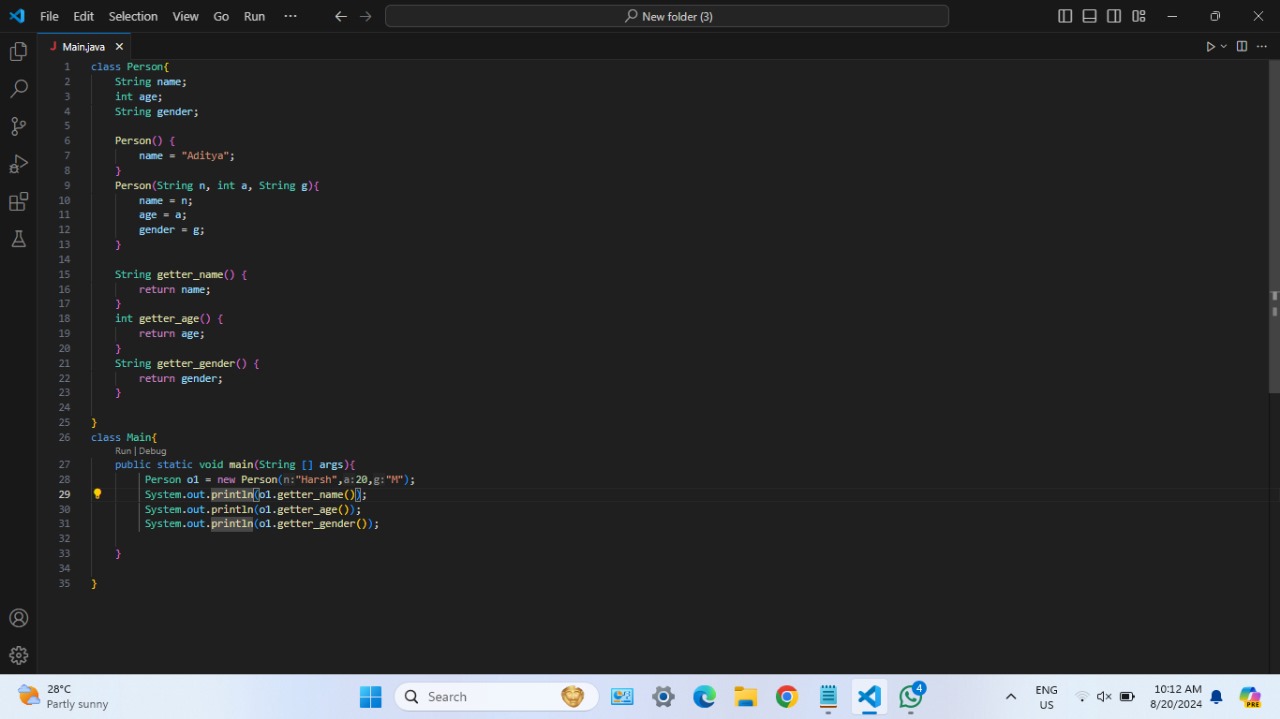 File Edit Selection View Go Run ··· New folder (3)
J Main.java
1 class Person{
2 String name;
3 int age;
4 String gender;
5
6 Person() {
7 name = "Aditya";
8 }
9 Person(String n, int a, String g){
10 name = n;
11 age = a;
12 gender = g;
13 }
14
15 String getter_name() {
16 return name;
17 }
18 int getter_age() {
19 return age;
20 }
21 String getter_gender() {
22 return gender;
23 }
24
25 }
26 class Main{
Run | Debug
27 public static void main(String [] args){
28 Person o1 = new Person(n:"Harsh",a:20,g:"M");
29 System.out.println(o1.getter_name());
30 System.out.println(o1.getter_age());
31 System.out.println(o1.getter_gender());
32
33 }
34
35 }
28°C
Partly sunny
Search
4
ENG
US
10:12 AM
8/20/2024
PRE